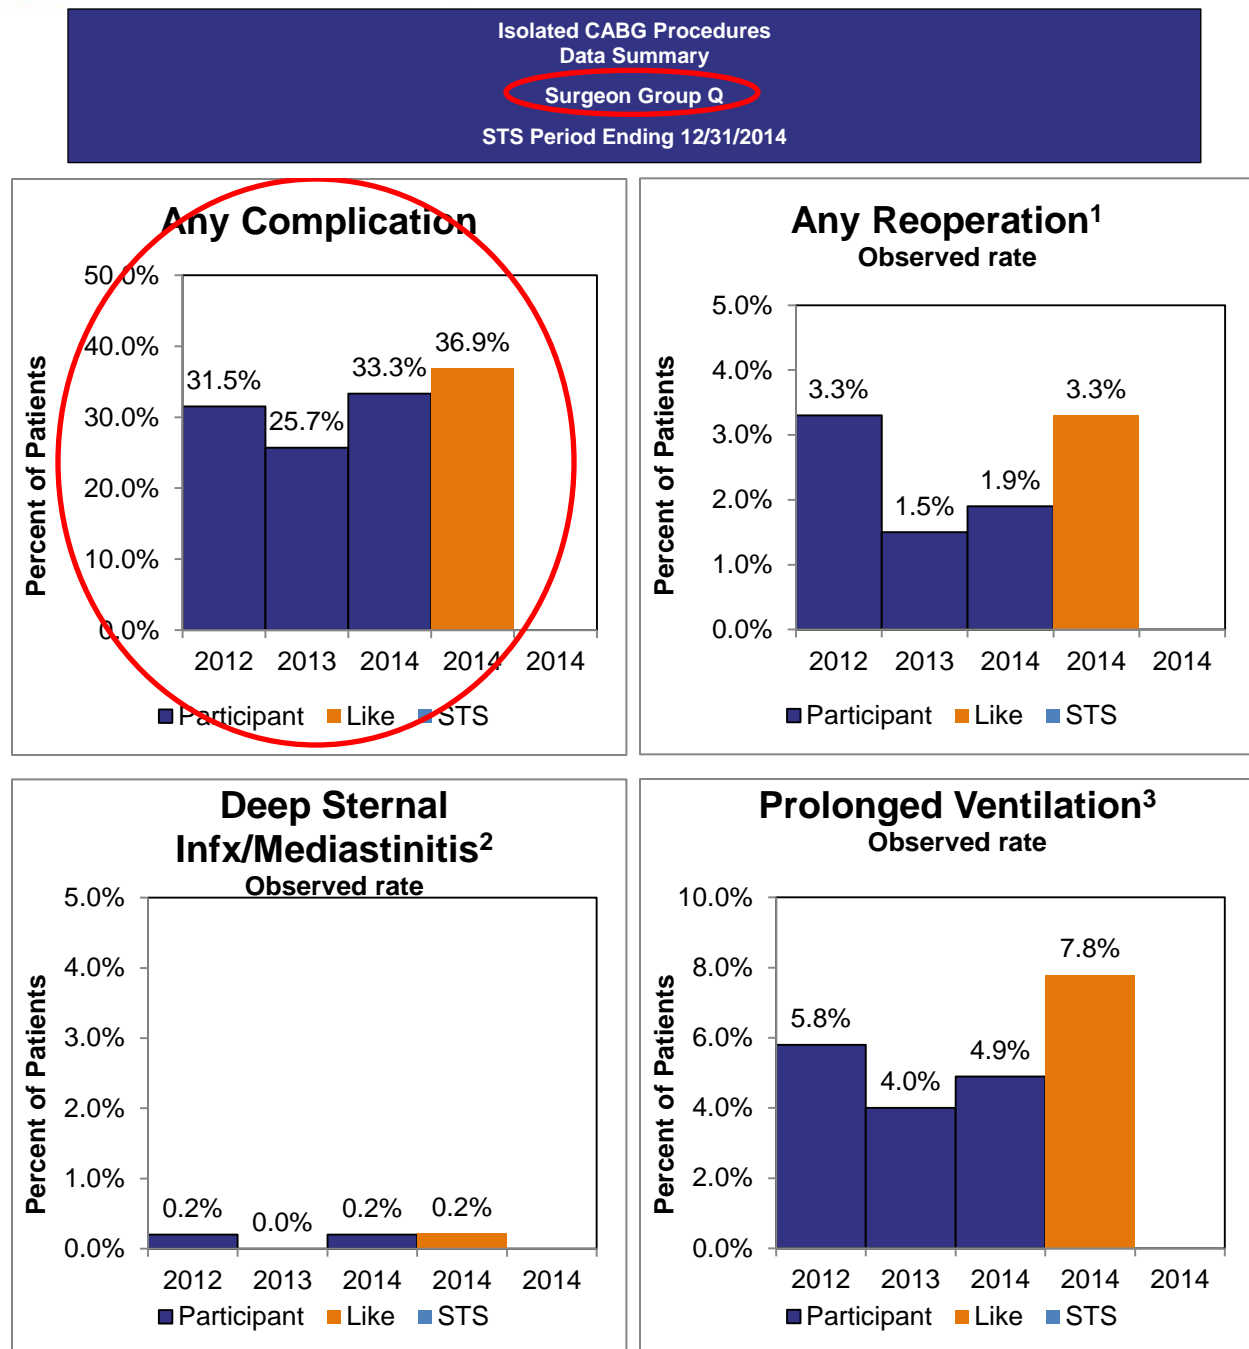 Isolated CABG Procedures
Data Summary
Surgeon Group Q
STS Period Ending 12/31/2014
Any Complication
Percent of Patients
50.0%
40.0%
30.0%
20.0%
10.0%
0.0%
31.5%
25.7%
33.3%
36.9%
2012 2013 2014 2014 2014
Participant Like STS
Any Reoperation¹
Observed rate
Percent of Patients
5.0%
4.0%
3.0%
2.0%
1.0%
0.0%
3.3%
1.5%
1.9%
3.3%
2012 2013 2014 2014 2014
Participant Like STS
Deep Sternal
Infx/Mediastinitis²
Observed rate
Percent of Patients
5.0%
4.0%
3.0%
2.0%
1.0%
0.0%
0.2%
0.0%
0.2%
0.2%
2012 2013 2014 2014 2014
Participant Like STS
Prolonged Ventilation³
Observed rate
Percent of Patients
10.0%
8.0%
6.0%
4.0%
2.0%
0.0%
5.8%
4.0%
4.9%
7.8%
2012 2013 2014 2014 2014
Participant Like STS